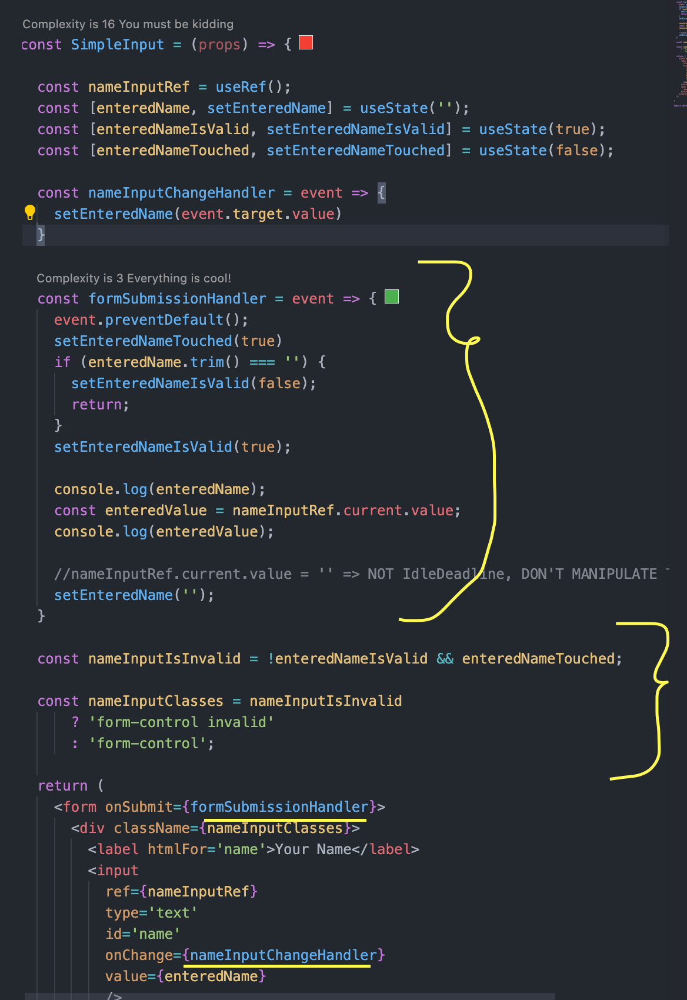 Complexity is 16 You must be kidding
const SimpleInput = (props) => {
const nameInputRef = useRef();
const [enteredName, setEnteredName] = useState('');
const [enteredNameIsValid, setEnteredNameIsValid] = useState(true);
const [enteredNameTouched, setEnteredNameTouched] = useState(false);
const nameInputChangeHandler = event => {
setEnteredName(event.target.value)
}
Complexity is 3 Everything is cool!
const formSubmissionHandler = event => {
event.preventDefault();
setEnteredNameTouched(true)
if (enteredName.trim() === '') {
setEnteredNameIsValid(false);
return;
}
setEnteredNameIsValid(true);
console.log(enteredName);
const enteredValue = nameInputRef.current.value;
console.log(enteredValue);
//nameInputRef.current.value = '' => NOT IdleDeadline, DON'T MANIPULATE
setEnteredName('');
}
const nameInputIsInvalid = !enteredNameIsValid && enteredNameTouched;
const nameInputClasses = nameInputIsInvalid
? 'form-control invalid'
: 'form-control';
return (
<form onSubmit={formSubmissionHandler}>
<div className={nameInputClasses}>
<label htmlFor='name'>Your Name</label>
<input
ref={nameInputRef}
type='text'
id='name'
onChange={nameInputChangeHandler}
value={enteredName}
/>